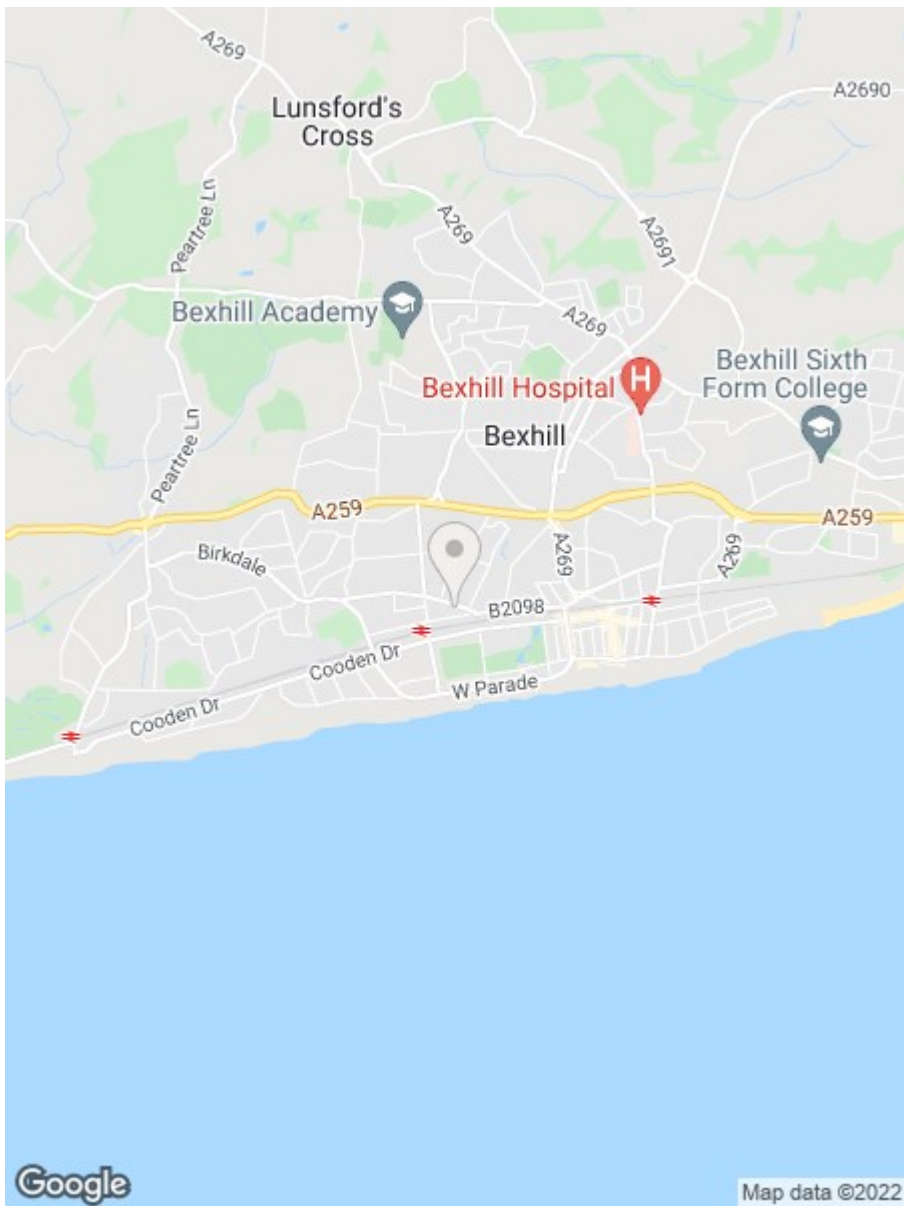 A269
A2690
Lunsford's
Cross
Peartree Ln
A269
A2691
Bexhill Academy
A269
Bexhill Hospital
H
Bexhill Sixth
Form College
Peartree Ln
Bexhill
A259
A259
Birkdale
A269
A269
B2098
Cooden Dr
W Parade
Cooden Dr
Google
Map data ©2022